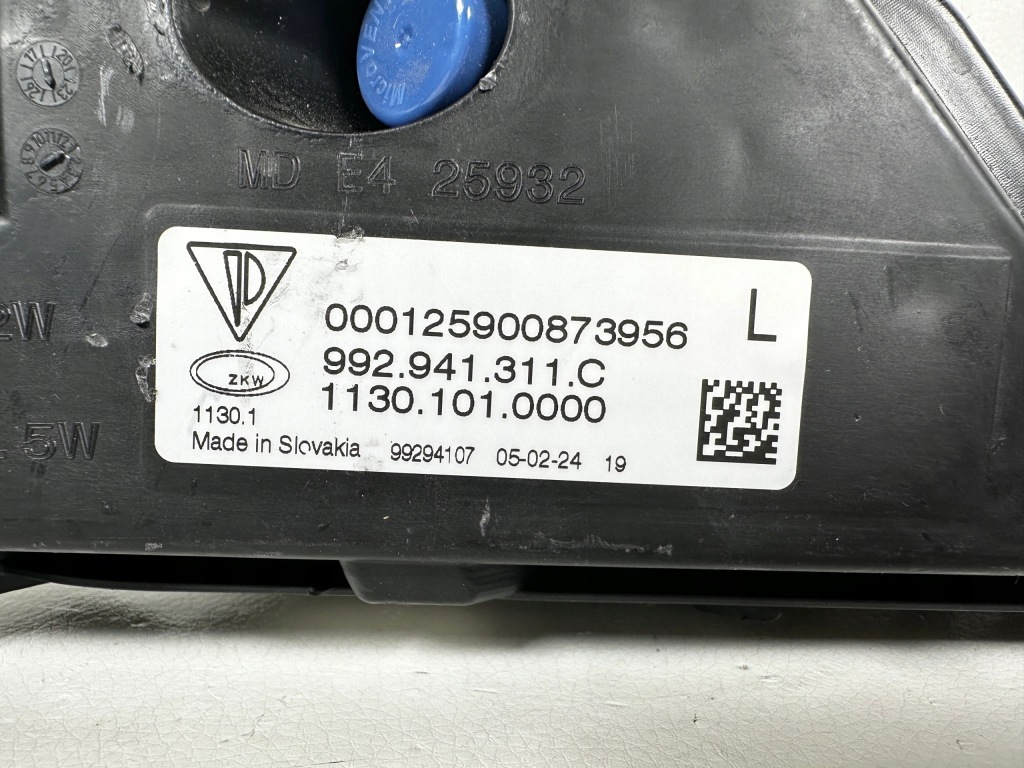 MicroVEN
MD E4 25932
2W
5W
000125900873956
L
992.941.311.C
ZKW
1130.101.0000
1130.1
Made in Slovakia 99294107 05-02-24 19